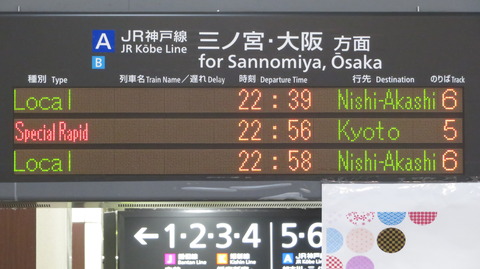 A JR神戸線 三ノ宮・大阪 方面
B JR Kōbe Line for Sannomiya, Ōsaka
種別 Type 列車名・Train Name/遅れ Delay 時刻 Departure Time 行先 Destination のりば Track
Local 22:39 Nishi-Akashi 6
Special Rapid 22:56 Kyoto 5
Local 22:58 Nishi-Akashi 6
←1・2・3・4 5・6